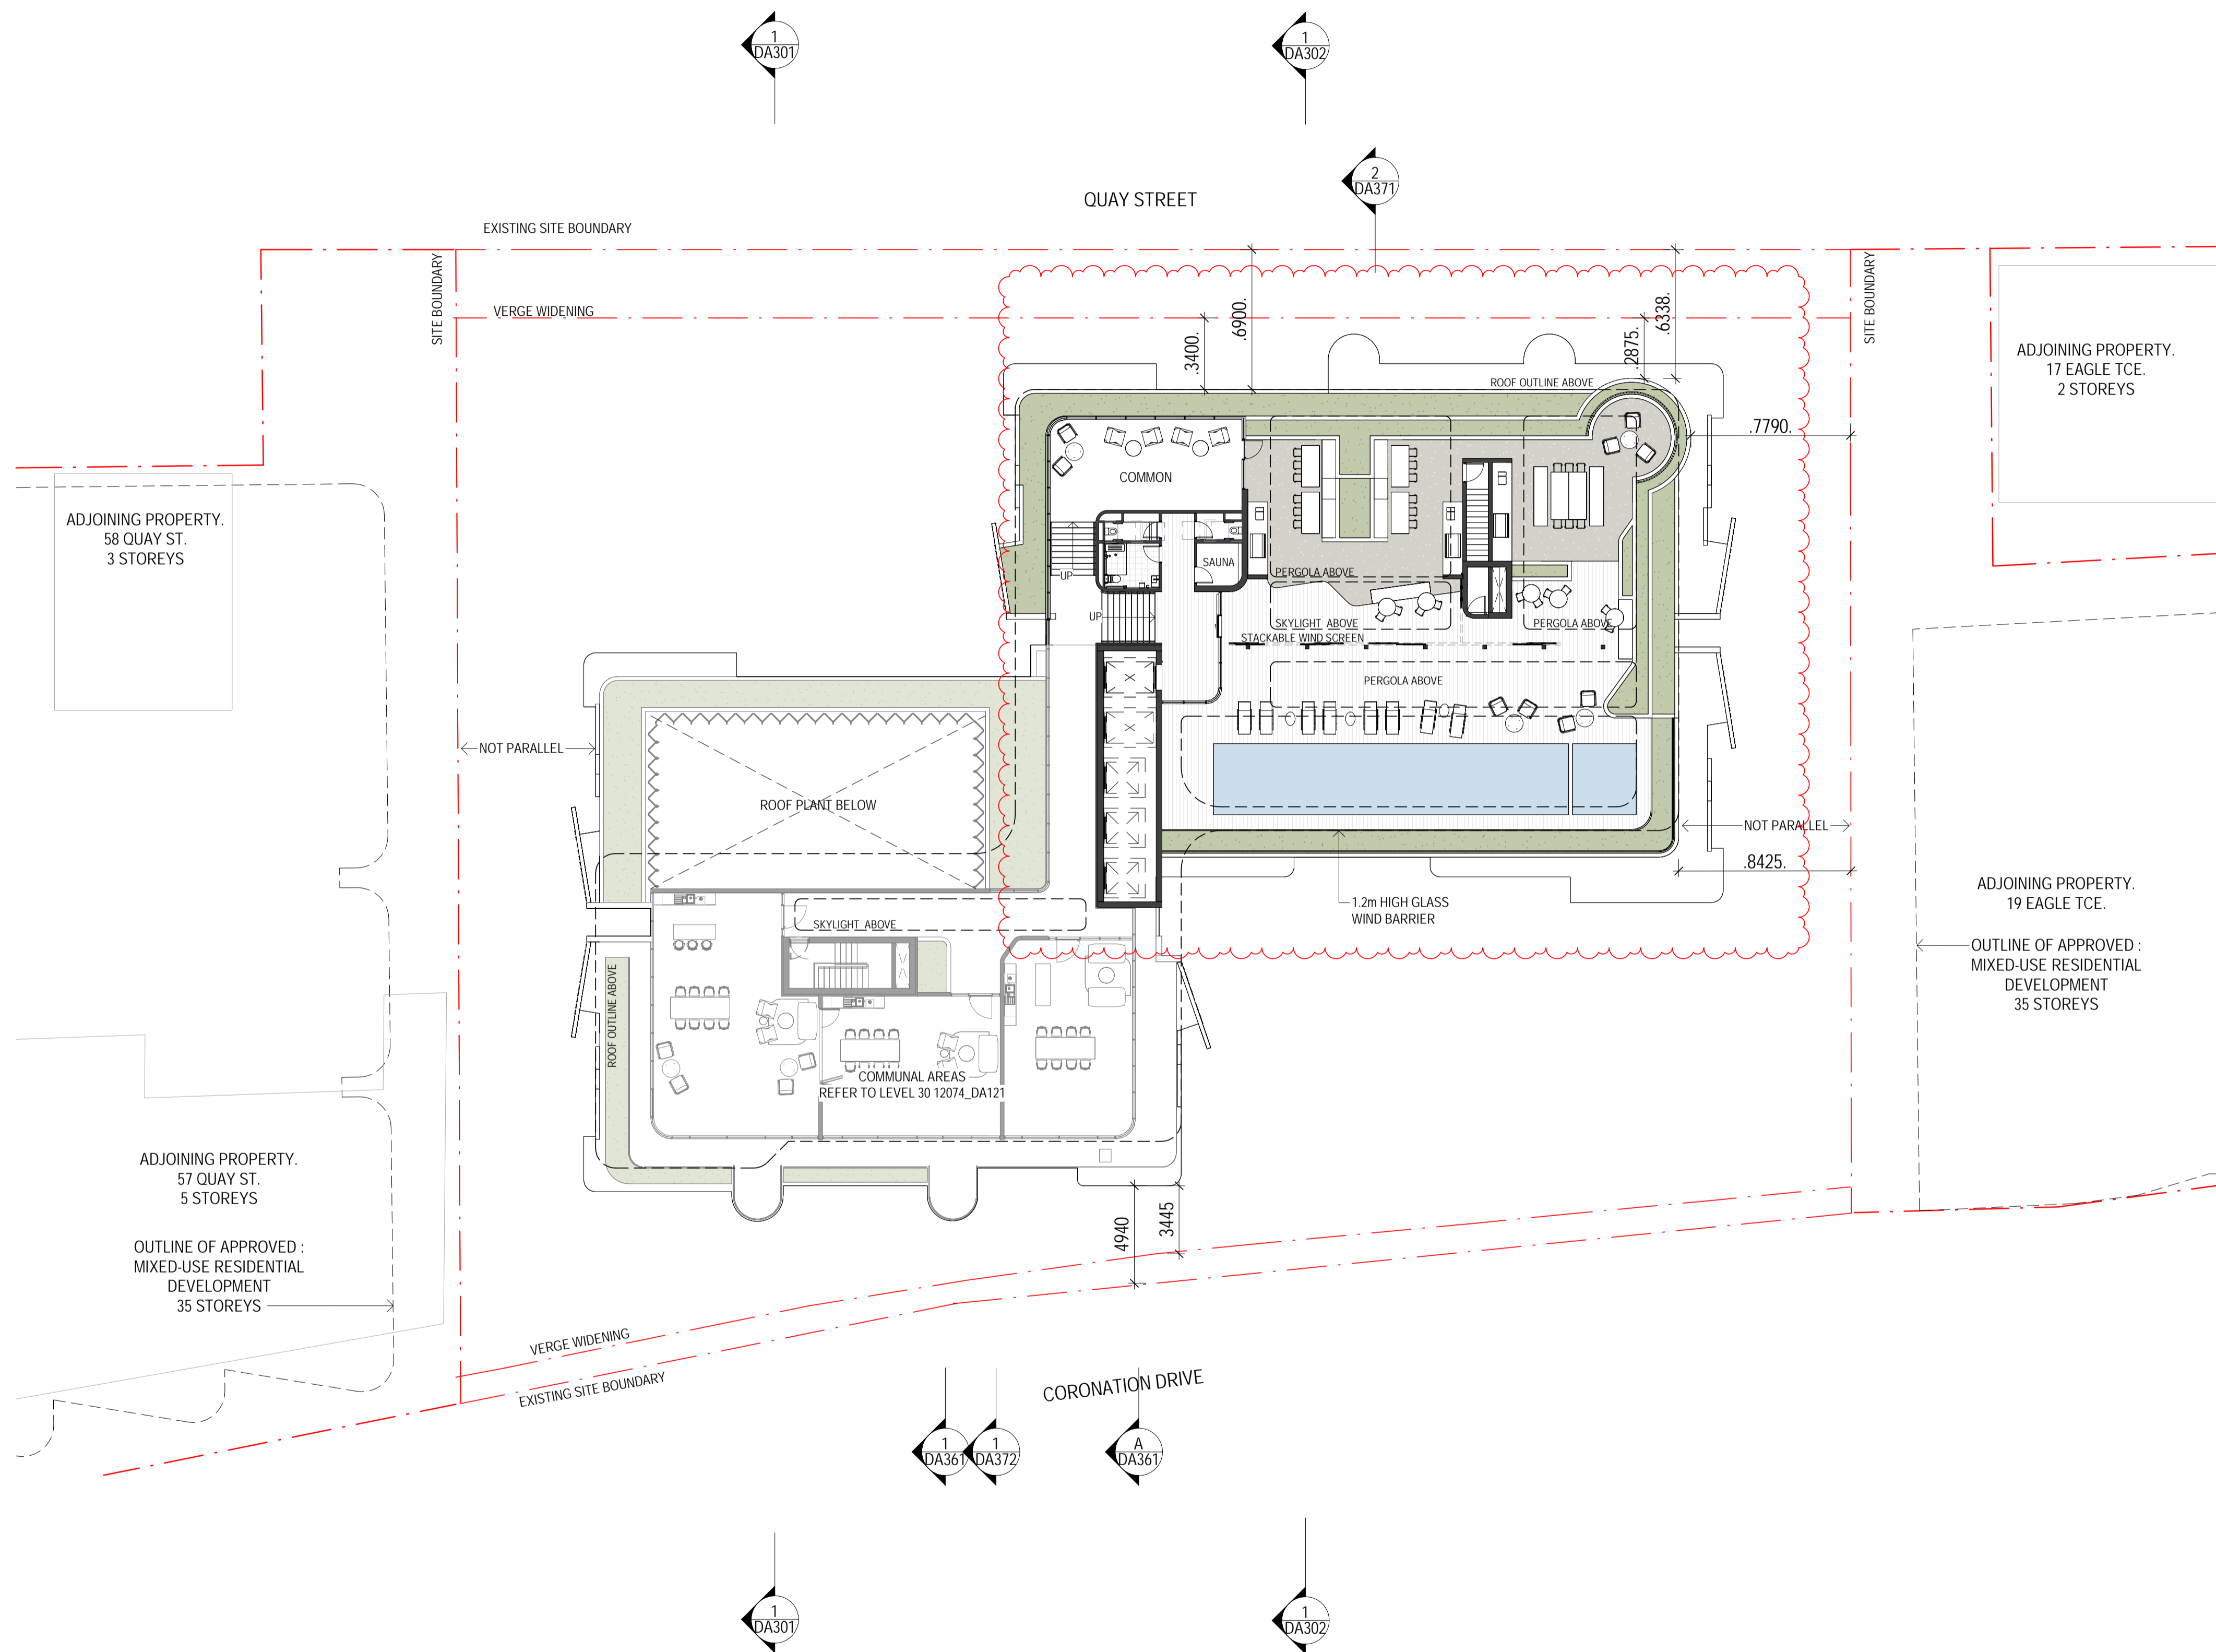 1
DA301
1
DA302
2
DA371
QUAY STREET
EXISTING SITE BOUNDARY
SITE BOUNDARY
SITE BOUNDARY
VERGE WIDENING
.3400.
.6900.
.2875.
.6338.
ROOF OUTLINE ABOVE
ADJOINING PROPERTY.
17 EAGLE TCE.
2 STOREYS
.7790.
COMMON
ADJOINING PROPERTY.
58 QUAY ST.
3 STOREYS
SAUNA
UP
PERGOLA ABOVE
UP
SKYLIGHT ABOVE
PERGOLA ABOVE
STACKABLE WIND SCREEN
PERGOLA ABOVE
NOT PARALLEL
ROOF PLANT BELOW
NOT PARALLEL
.8425.
1.2m HIGH GLASS
WIND BARRIER
ADJOINING PROPERTY.
19 EAGLE TCE.
OUTLINE OF APPROVED :
MIXED-USE RESIDENTIAL
DEVELOPMENT
35 STOREYS
SKYLIGHT ABOVE
ROOF OUTLINE ABOVE
COMMUNAL AREAS
REFER TO LEVEL 30 12074_DA121
ADJOINING PROPERTY.
57 QUAY ST.
5 STOREYS
OUTLINE OF APPROVED :
MIXED-USE RESIDENTIAL
DEVELOPMENT
35 STOREYS
4940
3445
VERGE WIDENING
EXISTING SITE BOUNDARY
CORONATION DRIVE
1
DA361
1
DA372
A
DA361
1
DA301
1
DA302